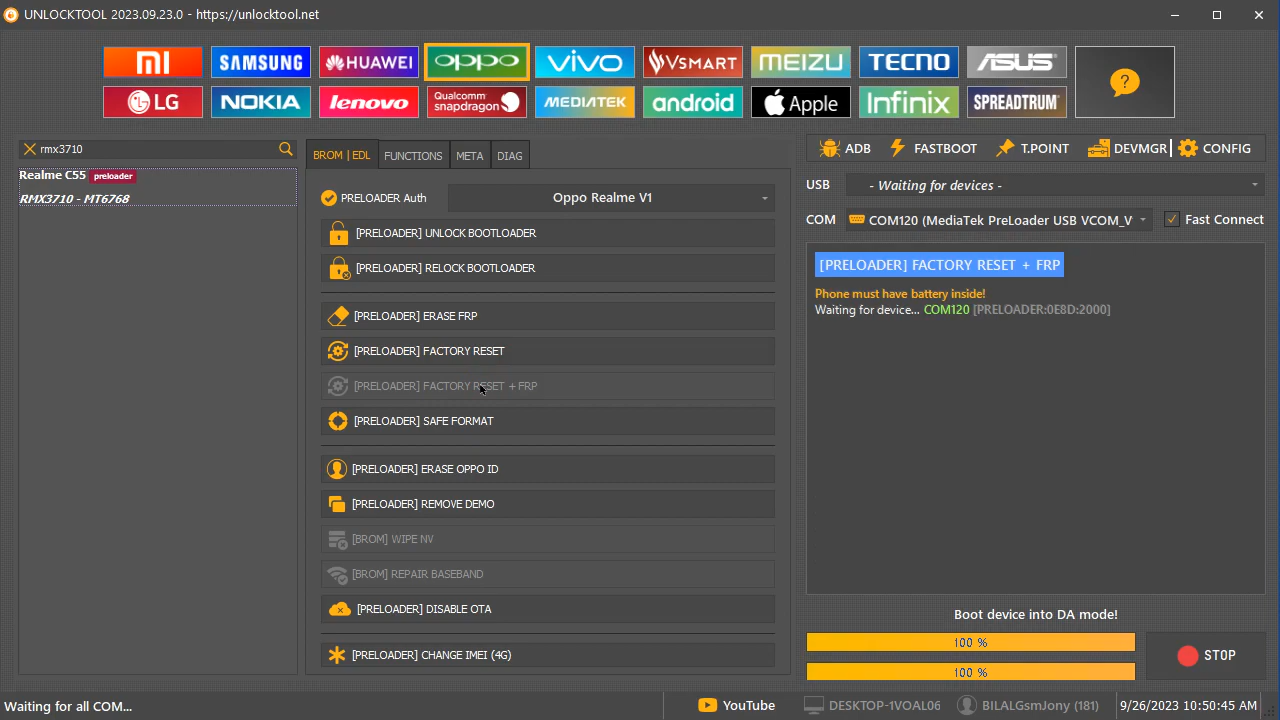 UNLOCKTOOL 2023.09.23.0 - https://unlocktool.net
MI SAMSUNG HUAWEI oppo vivo VSMART MEIZU TECNO ASUS ?
LG NOKIA lenovo Qualcomm snapdragon MEDIATEK android Apple Infinix SPREADTRUM
rmx3710
Realme C55 preloader
RMX3710 - MT6768
BROM | EDL FUNCTIONS META DIAG
PRELOADER Auth Oppo Realme V1
[PRELOADER] UNLOCK BOOTLOADER
[PRELOADER] RELOCK BOOTLOADER
[PRELOADER] ERASE FRP
[PRELOADER] FACTORY RESET
[PRELOADER] FACTORY RESET + FRP
[PRELOADER] SAFE FORMAT
[PRELOADER] ERASE OPPO ID
[PRELOADER] REMOVE DEMO
[BROM] WIPE NV
[BROM] REPAIR BASEBAND
[PRELOADER] DISABLE OTA
[PRELOADER] CHANGE IMEI (4G)
ADB FASTBOOT T.POINT DEVMGR CONFIG
USB - Waiting for devices -
COM COM120 (MediaTek PreLoader USB VCOM_V Fast Connect
[PRELOADER] FACTORY RESET + FRP
Phone must have battery inside!
Waiting for device... COM120 [PRELOADER:0E8D:2000]
Boot device into DA mode!
100 %
100 %
STOP
Waiting for all COM... YouTube DESKTOP-1VOAL06 BILALGsmJony (181) 9/26/2023 10:50:45 AM